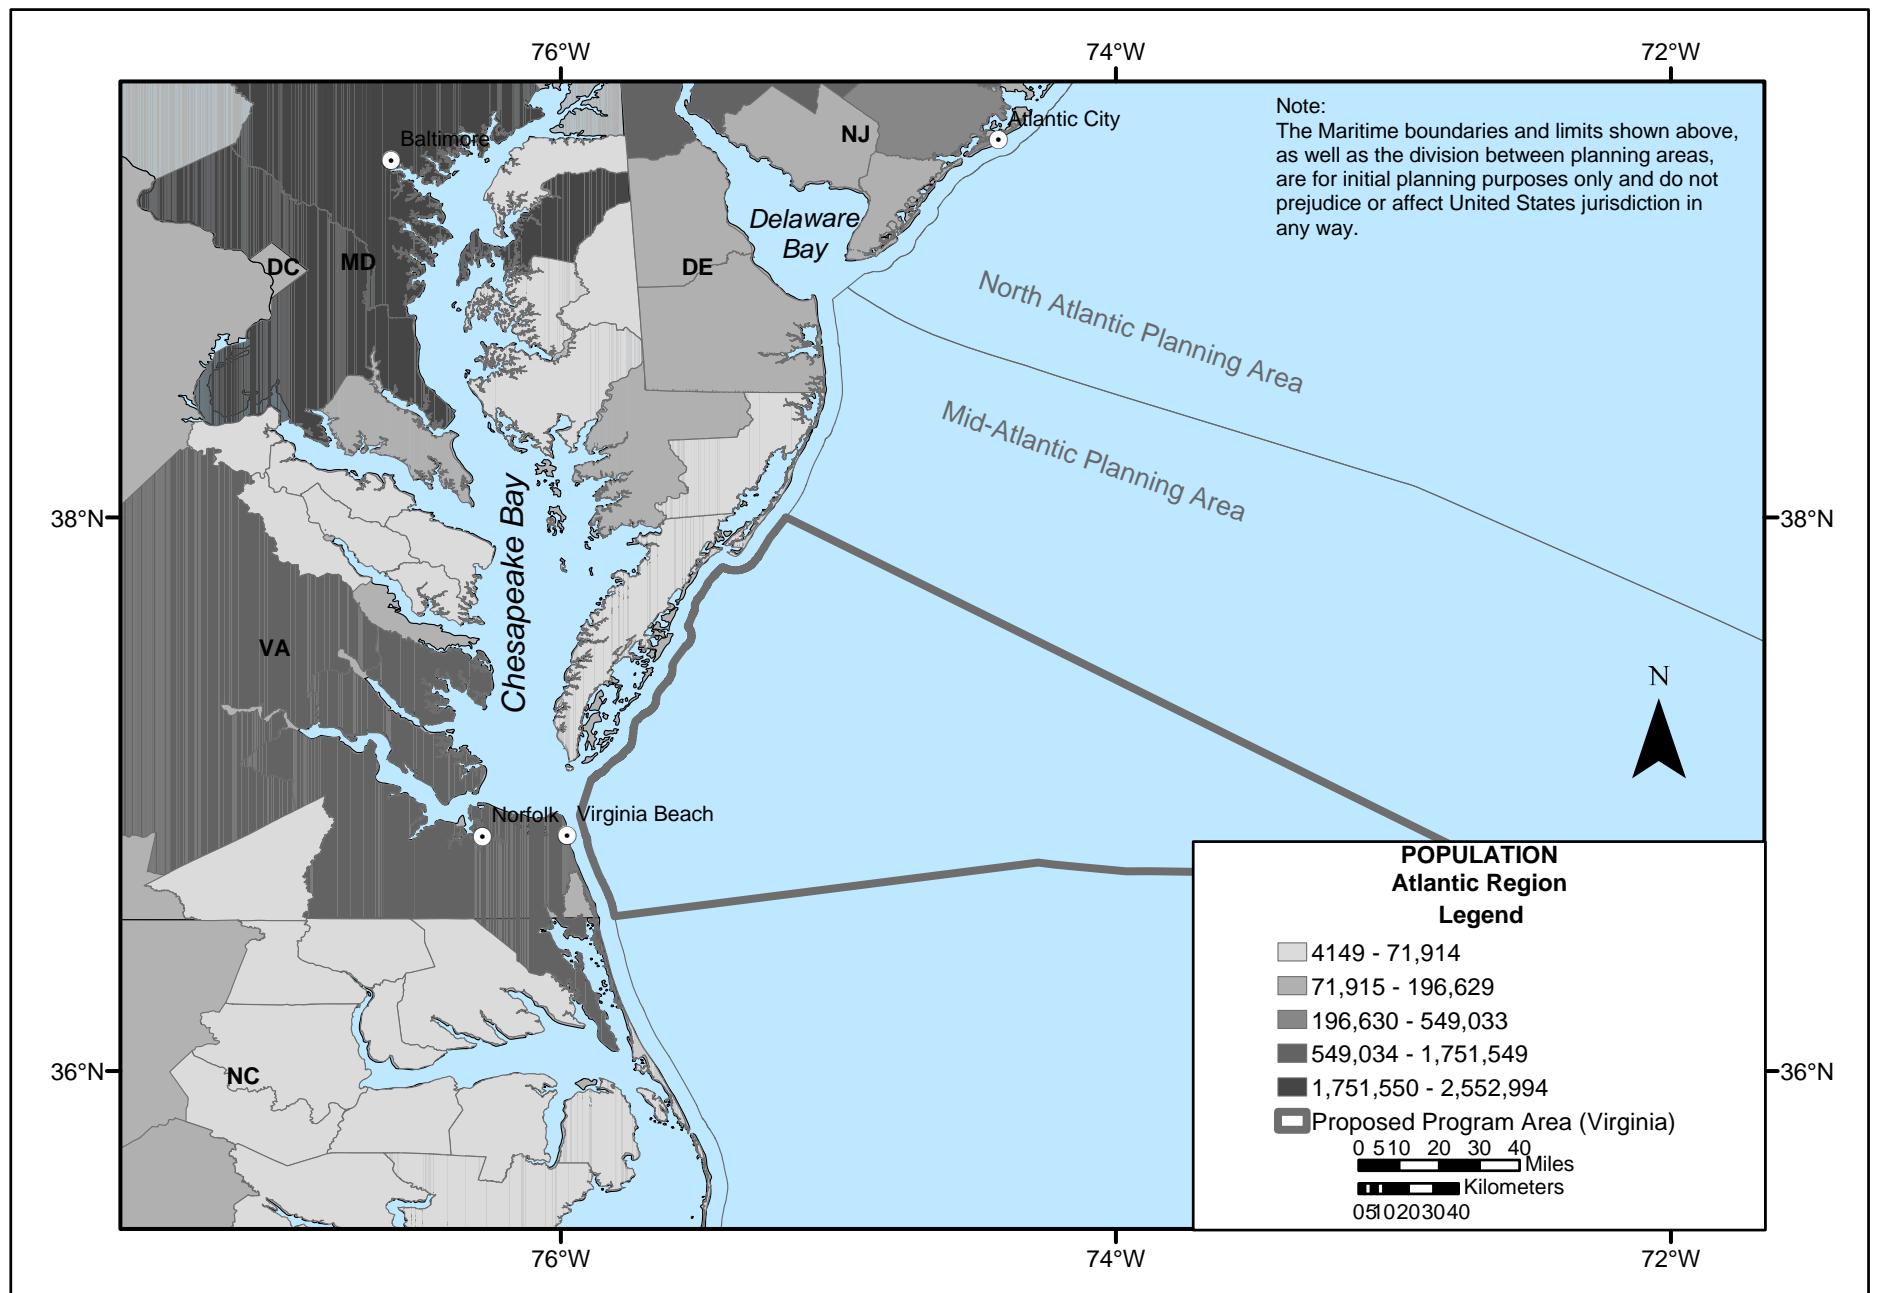 76°W
74°W
72°W
Note:
The Maritime boundaries and limits shown above,
as well as the division between planning areas,
are for initial planning purposes only and do not
prejudice or affect United States jurisdiction in
any way.
Baltimore
NJ
Atlantic City
Delaware
Bay
DC
MD
DE
North Atlantic Planning Area
Mid-Atlantic Planning Area
38°N
38°N
Chesapeake Bay
VA
N
Norfolk
Virginia Beach
POPULATION
Atlantic Region
Legend
4149 - 71,914
71,915 - 196,629
196,630 - 549,033
549,034 - 1,751,549
1,751,550 - 2,552,994
Proposed Program Area (Virginia)
0 5 10 20 30 40
Miles
Kilometers
0 5 10 20 30 40
36°N
36°N
NC
76°W
74°W
72°W